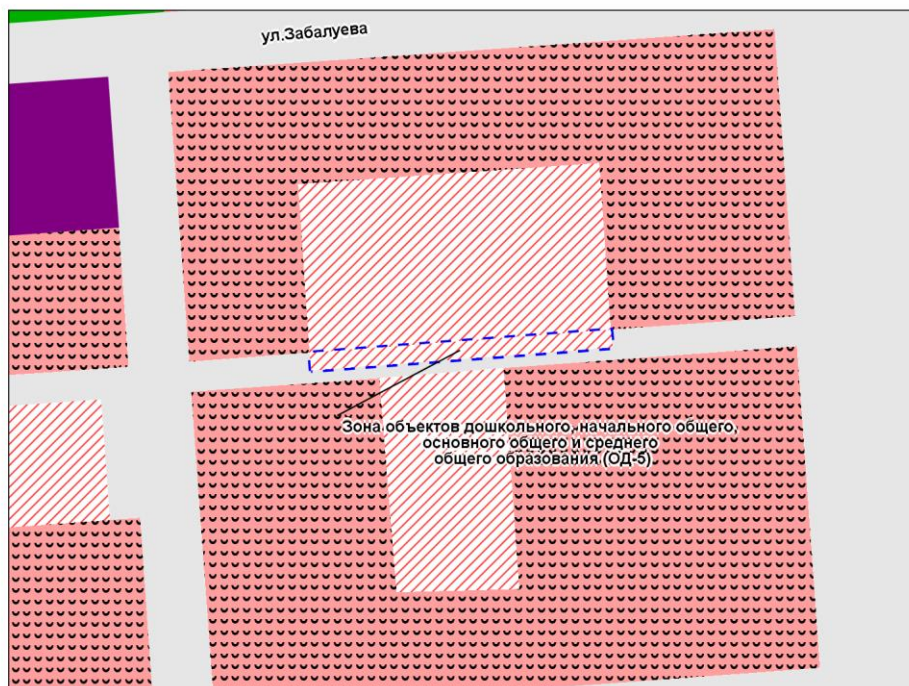 ул.Забалуева
Зона объектов дошкольного, начального общего,
основного общего и среднего
общего образования (ОД-5)